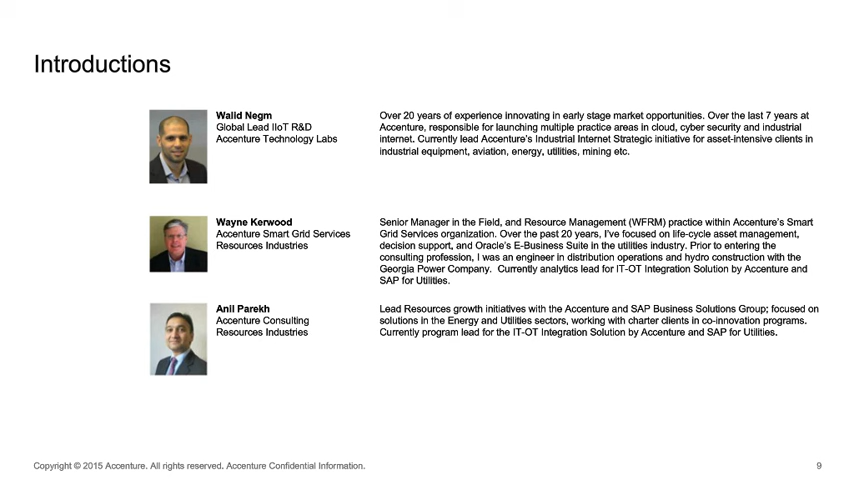 Introductions
Walid Negm
Global Lead IIoT R&D
Accenture Technology Labs
Over 20 years of experience innovating in early stage market opportunities. Over the last 7 years at
Accenture, responsible for launching multiple practice areas in cloud, cyber security and industrial
internet. Currently lead Accenture's Industrial Internet Strategic initiative for asset-intensive clients in
industrial equipment, aviation, energy, utilities, mining etc.
Wayne Kerwood
Accenture Smart Grid Services
Resources Industries
Senior Manager in the Field, and Resource Management (WFRM) practice within Accenture's Smart
Grid Services organization. Over the past 20 years, I've focused on life-cycle asset management,
decision support, and Oracle's E-Business Suite in the utilities industry. Prior to entering the
consulting profession, I was an engineer in distribution operations and hydro construction with the
Georgia Power Company. Currently analytics lead for IT-OT Integration Solution by Accenture and
SAP for Utilities.
Anil Parekh
Accenture Consulting
Resources Industries
Lead Resources growth initiatives with the Accenture and SAP Business Solutions Group; focused on
solutions in the Energy and Utilities sectors, working with charter clients in co-innovation programs.
Currently program lead for the IT-OT Integration Solution by Accenture and SAP for Utilities.
Copyright © 2015 Accenture. All rights reserved. Accenture Confidential Information.
9